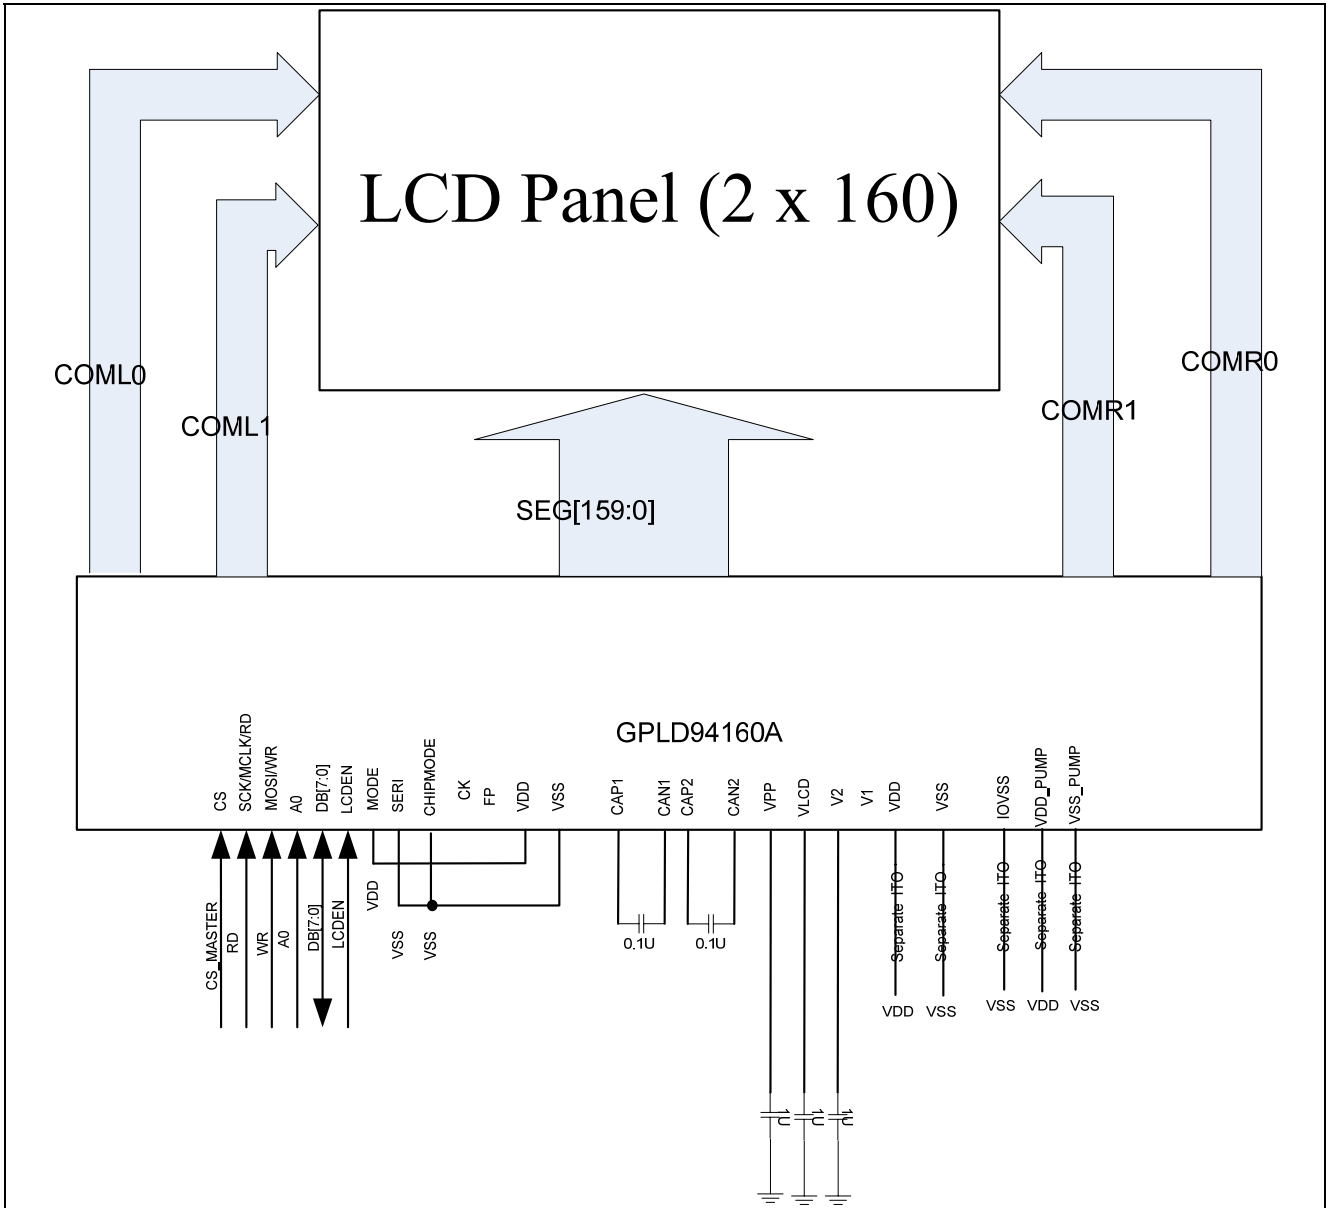 LCD Panel (2 x 160)
COML0
COMR0
COMR1
COML1
SEG[159:0]
GPLD94160A
CS
SCK/MCLK/RD
MOSI/WR
A0
DB[7:0]
LCDEN
MODE
SERI
CHIPMODE
CK
FP
VDD
VSS
CAP1
CAN1
CAP2
CAN2
VPP
VLCD
V2
V1
VDD
VSS
IOVSS
VDD_PUMP
VSS_PUMP
CS_MASTER
RD
WR
A0
DB[7:0]
LCDEN
VDD
VSS
VSS
0.1U
0.1U
Separate ITO
Separate ITO
Separate ITO
Separate ITO
Separate ITO
VDD
VSS
VSS
VDD
VSS
1U
1U
1U